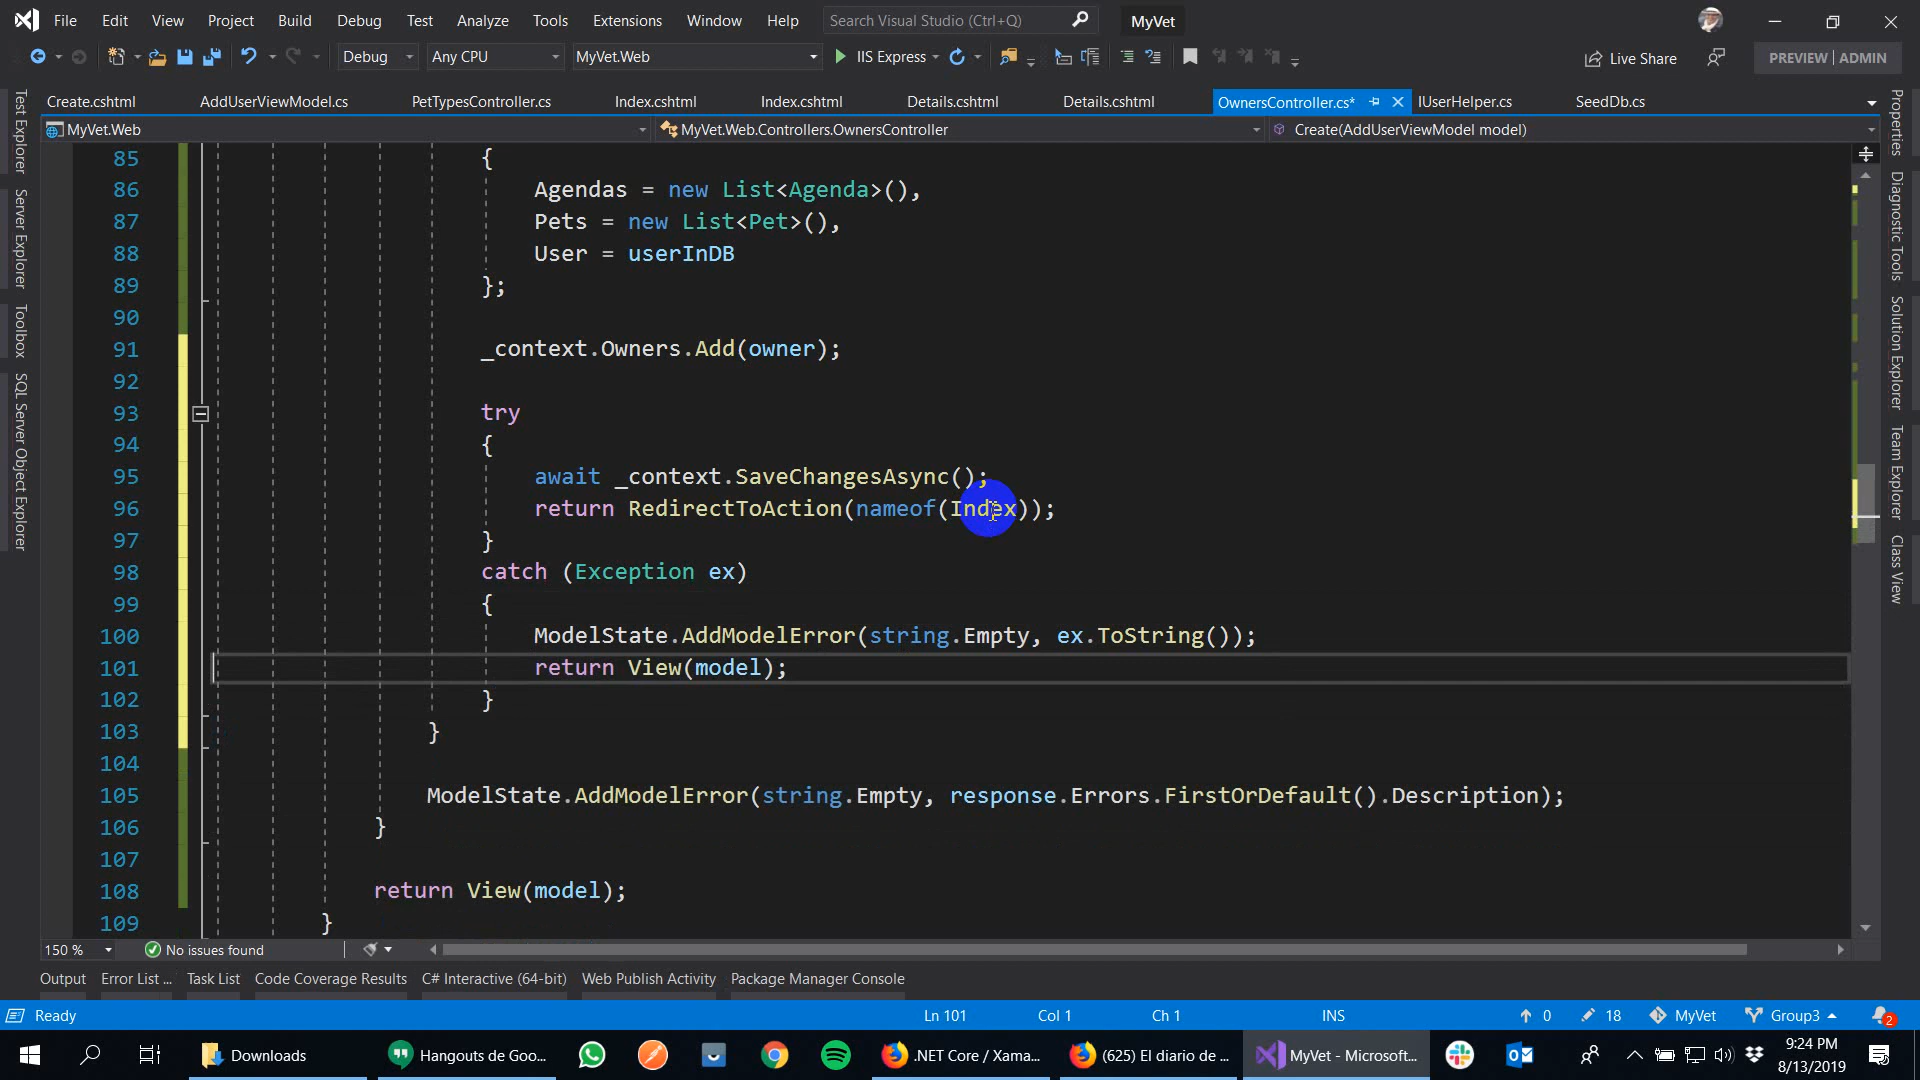 File Edit View Project Build Debug Test Analyze Tools Extensions Window Help Search Visual Studio (Ctrl+Q) MyVet
Debug Any CPU MyVet.Web IIS Express Live Share PREVIEW | ADMIN
Create.cshtml AddUserViewModel.cs PetTypesController.cs Index.cshtml Index.cshtml Details.cshtml Details.cshtml OwnersController.cs* IUserHelper.cs SeedDb.cs
MyVet.Web MyVet.Web.Controllers.OwnersController Create(AddUserViewModel model)
Test Explorer
Server Explorer
Toolbox
SQL Server Object Explorer
85 {
86 Agendas = new List<Agenda>(),
87 Pets = new List<Pet>(),
88 User = userInDB
89 };
90
91 _context.Owners.Add(owner);
92
93 try
94 {
95 await _context.SaveChangesAsync();
96 return RedirectToAction(nameof(Index));
97 }
98 catch (Exception ex)
99 {
100 ModelState.AddModelError(string.Empty, ex.ToString());
101 return View(model);
102 }
103 }
104
105 ModelState.AddModelError(string.Empty, response.Errors.FirstOrDefault().Description);
106 }
107
108 return View(model);
109 }
Properties
Diagnostic Tools
Solution Explorer
Team Explorer
Class View
150 % No issues found
Output Error List ... Task List Code Coverage Results C# Interactive (64-bit) Web Publish Activity Package Manager Console
Ready Ln 101 Col 1 Ch 1 INS 0 18 MyVet Group3 2
Downloads Hangouts de Goo... .NET Core / Xama... (625) El diario de ... MyVet - Microsoft... 9:24 PM
8/13/2019